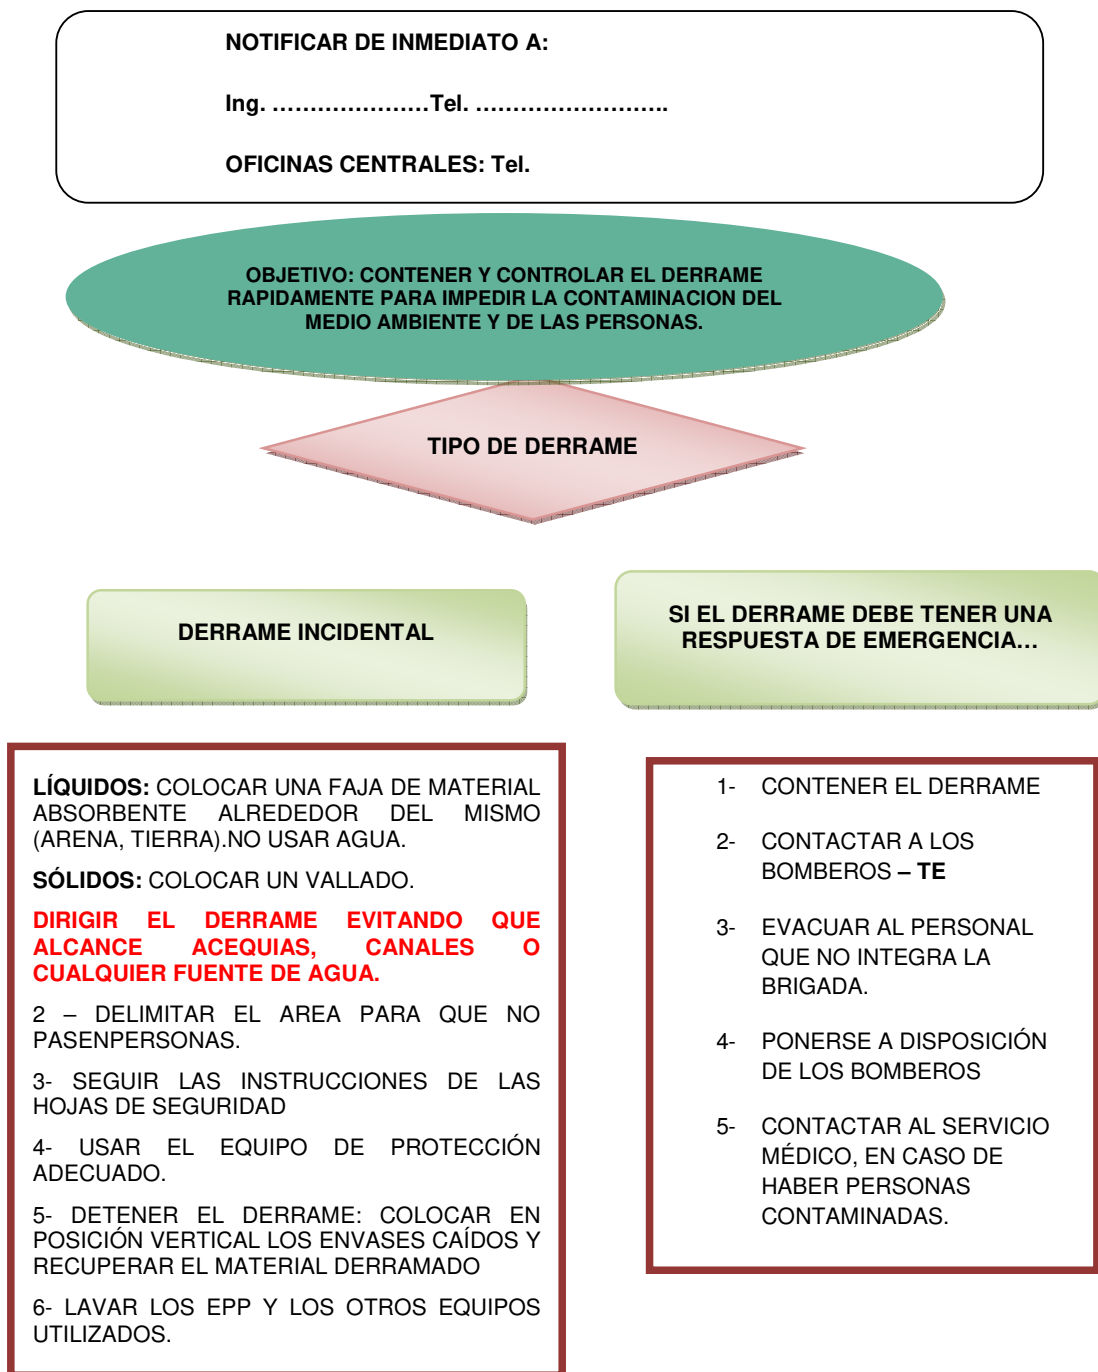 NOTIFICAR DE INMEDIATO A:
Ing. ………………….Tel. ……………………..
OFICINAS CENTRALES: Tel.
OBJETIVO: CONTENER Y CONTROLAR EL DERRAME
RAPIDAMENTE PARA IMPEDIR LA CONTAMINACION DEL
MEDIO AMBIENTE Y DE LAS PERSONAS.
TIPO DE DERRAME
DERRAME INCIDENTAL
SI EL DERRAME DEBE TENER UNA
RESPUESTA DE EMERGENCIA…
LÍQUIDOS: COLOCAR UNA FAJA DE MATERIAL
ABSORBENTE ALREDEDOR DEL MISMO
(ARENA, TIERRA).NO USAR AGUA.
SÓLIDOS: COLOCAR UN VALLADO.
DIRIGIR EL DERRAME EVITANDO QUE
ALCANCE ACEQUIAS, CANALES O
CUALQUIER FUENTE DE AGUA.
2 – DELIMITAR EL AREA PARA QUE NO
PASENPERSONAS.
3- SEGUIR LAS INSTRUCCIONES DE LAS
HOJAS DE SEGURIDAD
4- USAR EL EQUIPO DE PROTECCIÓN
ADECUADO.
5- DETENER EL DERRAME: COLOCAR EN
POSICIÓN VERTICAL LOS ENVASES CAÍDOS Y
RECUPERAR EL MATERIAL DERRAMADO
6- LAVAR LOS EPP Y LOS OTROS EQUIPOS
UTILIZADOS.
1- CONTENER EL DERRAME
2- CONTACTAR A LOS
BOMBEROS – TE
3- EVACUAR AL PERSONAL
QUE NO INTEGRA LA
BRIGADA.
4- PONERSE A DISPOSICIÓN
DE LOS BOMBEROS
5- CONTACTAR AL SERVICIO
MÉDICO, EN CASO DE
HABER PERSONAS
CONTAMINADAS.